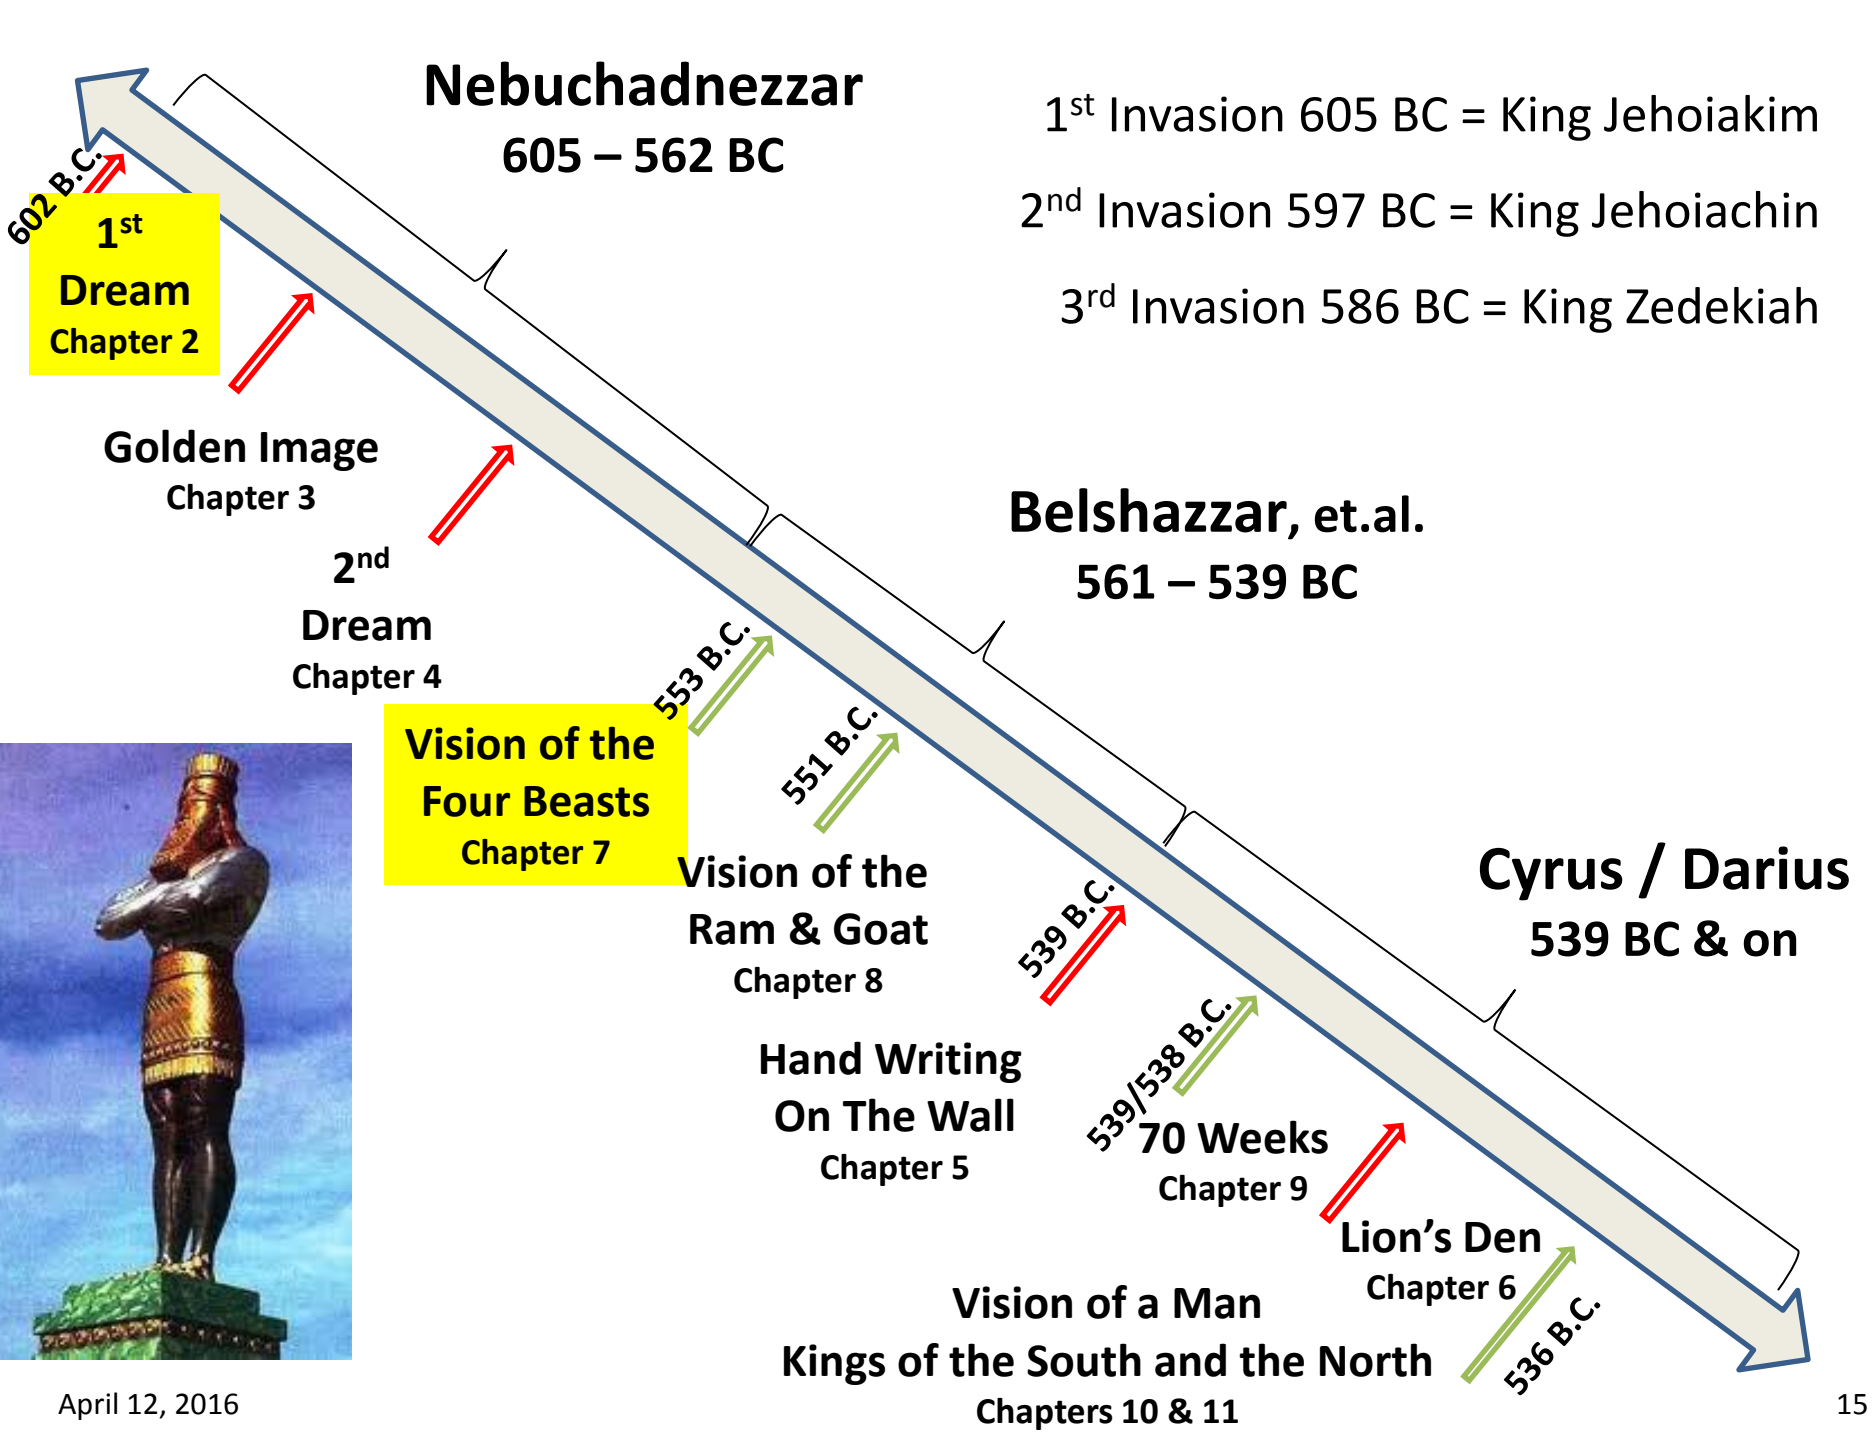 Nebuchadnezzar
605 – 562 BC
1st Invasion 605 BC = King Jehoiakim
2nd Invasion 597 BC = King Jehoiachin
3rd Invasion 586 BC = King Zedekiah
602 B.C.
1st
Dream
Chapter 2
Golden Image
Chapter 3
2nd
Dream
Chapter 4
Belshazzar, et.al.
561 – 539 BC
553 B.C.
Vision of the
Four Beasts
Chapter 7
551 B.C.
Vision of the
Ram & Goat
Chapter 8
Cyrus / Darius
539 BC & on
539 B.C.
Hand Writing
On The Wall
Chapter 5
539/538 B.C.
70 Weeks
Chapter 9
Lion’s Den
Chapter 6
Vision of a Man
Kings of the South and the North
Chapters 10 & 11
536 B.C.
April 12, 2016
15